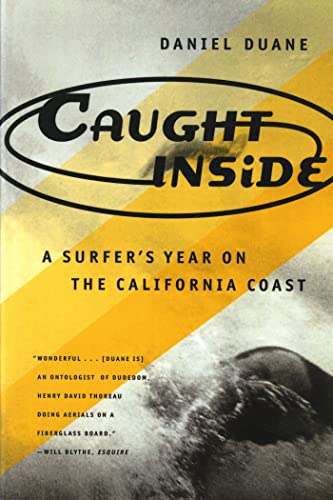 DANIEL DUANE
CAUGHT
INSiDE
A SURFER'S YEAR ON
THE CALIFORNIA COAST
"WONDERFUL . . . [DUANE IS]
AN ONTOLOGIST OF DUDEDOM,
HENRY DAVID THOREAU
DOING AERIALS ON A
FIBERGLASS BOARD."
—WILL BLYTHE, ESQUIRE